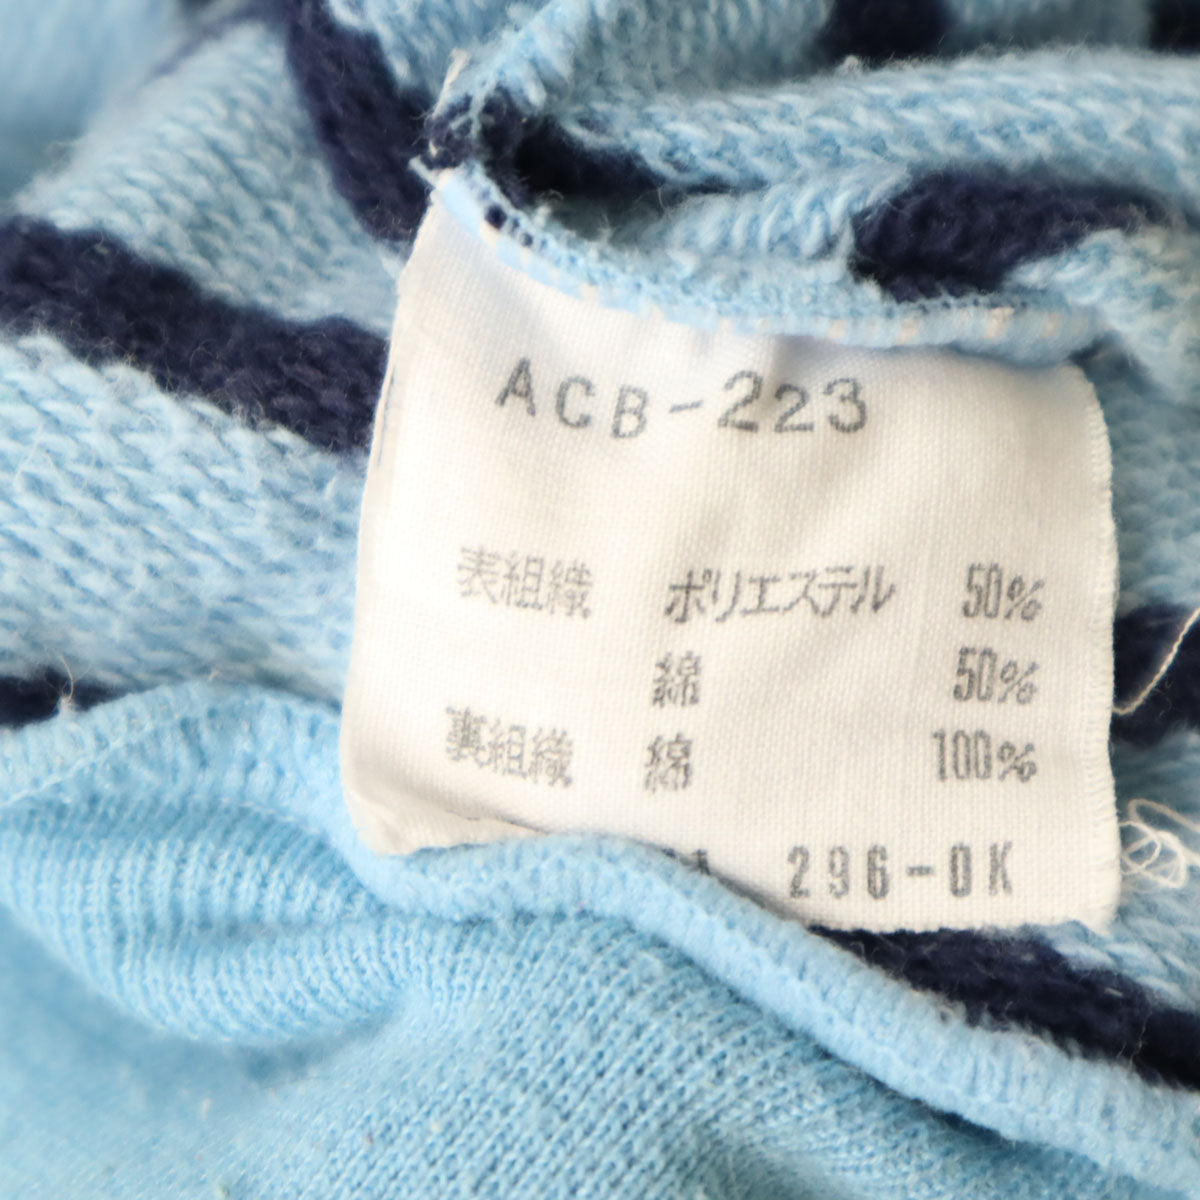 ACB-223
表組織 ポリエステル 50%
綿 50%
裏組織 綿 100%
296-0K